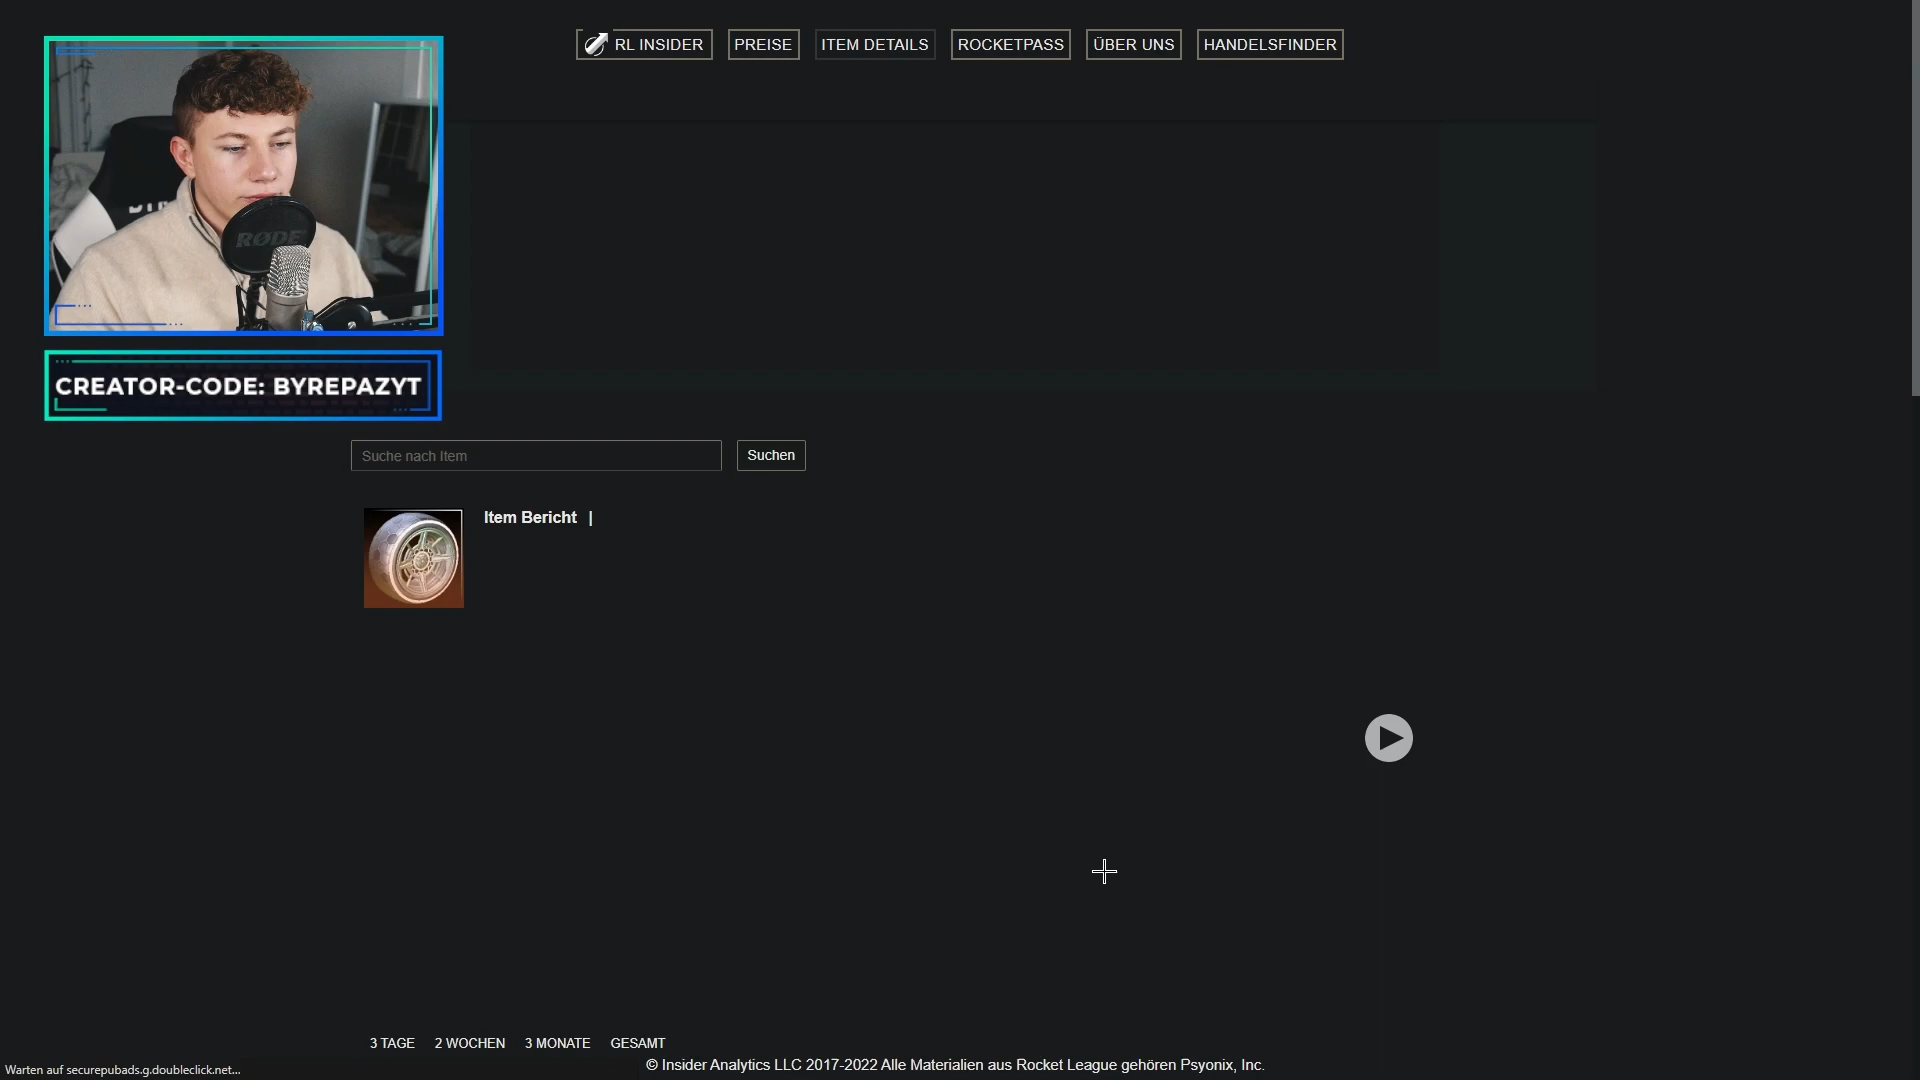 RL INSIDER
PREISE
ITEM DETAILS
ROCKETPASS
ÜBER UNS
HANDELSFINDER
RØDE
CREATOR-CODE: BYREPAZYT
Suche nach Item
Suchen
Item Bericht |
3 TAGE
2 WOCHEN
3 MONATE
GESAMT
© Insider Analytics LLC 2017-2022 Alle Materialien aus Rocket League gehören Psyonix, Inc.
Warten auf securepubads.g.doubleclick.net...